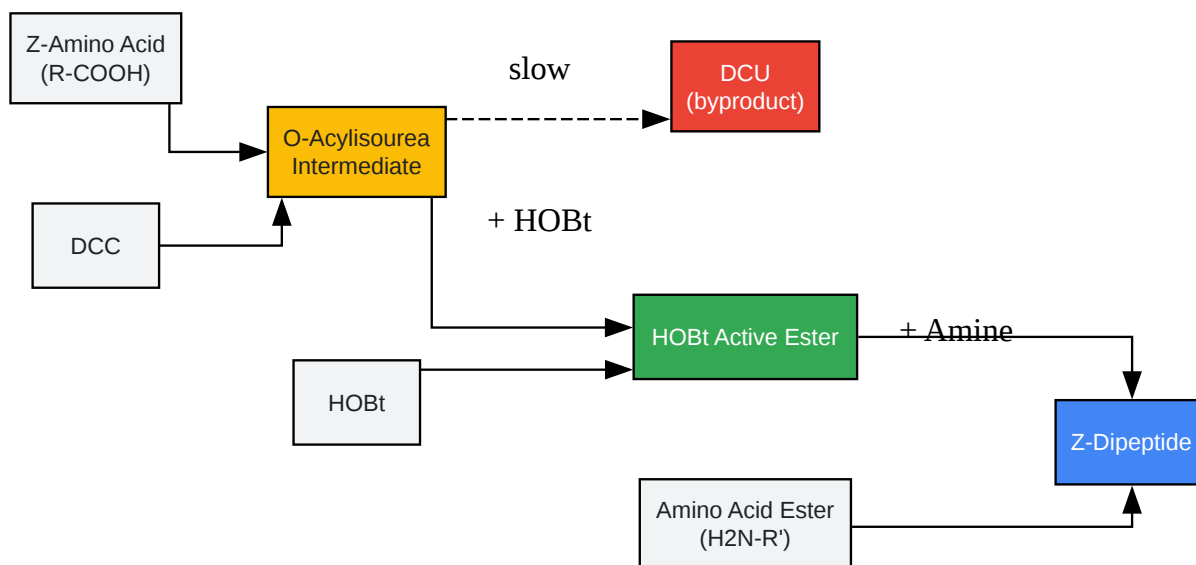 Z-Amino Acid
(R-COOH)
slow
DCU
(byproduct)
O-Acylisourea
Intermediate
+ HOBt
DCC
HOBt Active Ester
+ Amine
HOBt
Z-Dipeptide
Amino Acid Ester
(H2N-R')